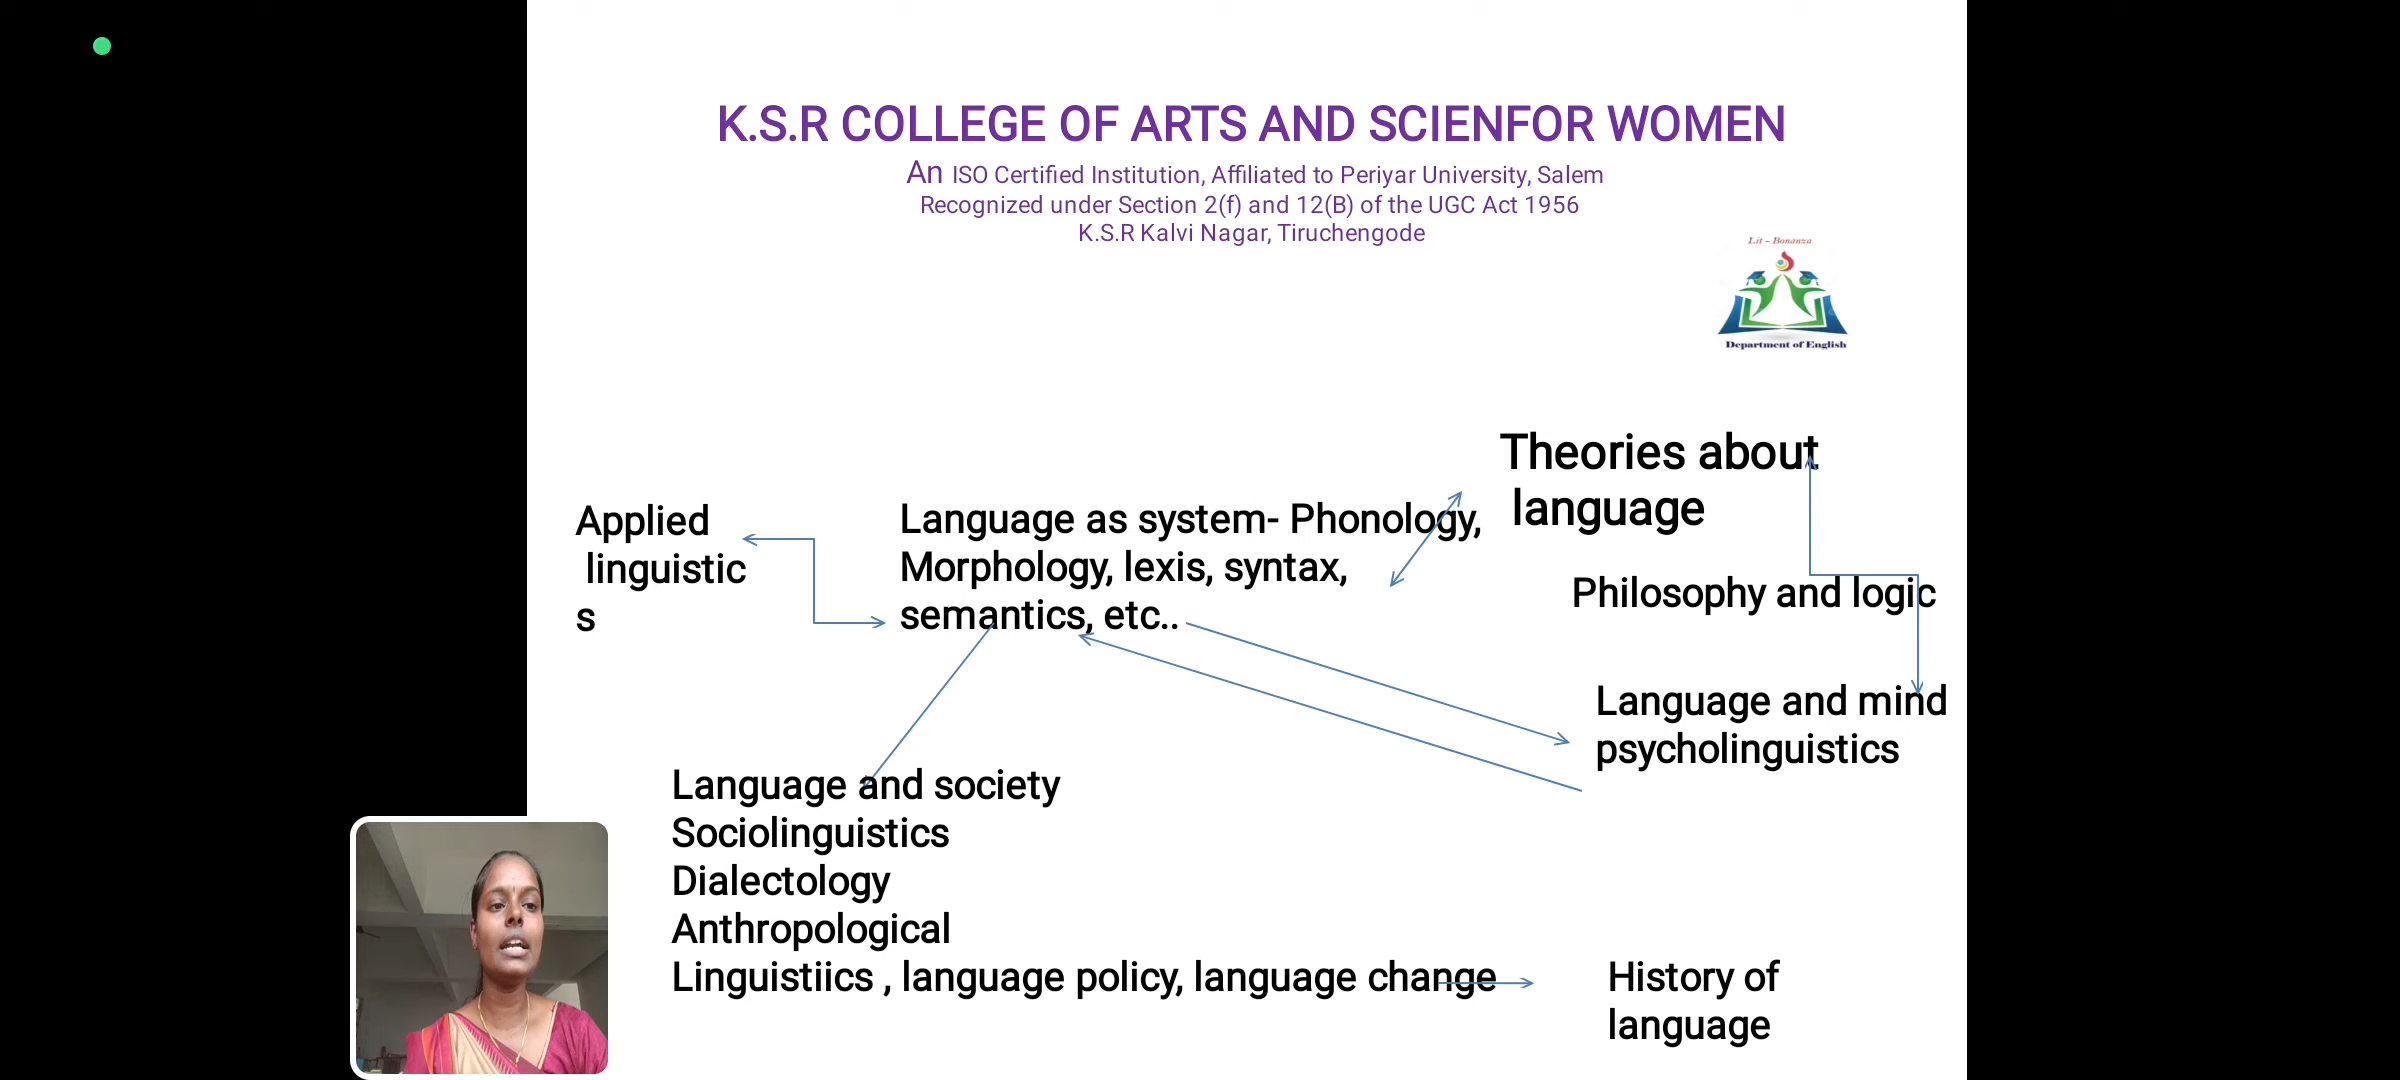 K.S.R COLLEGE OF ARTS AND SCIENFOR WOMEN
An ISO Certified Institution, Affiliated to Periyar University, Salem
Recognized under Section 2(f) and 12(B) of the UGC Act 1956
K.S.R Kalvi Nagar, Tiruchengode
Lit - Bonanza
Department of English
Theories about
language
Applied
linguistic
s
Language as system- Phonology,
Morphology, lexis, syntax,
semantics, etc..
Philosophy and logic
Language and mind
psycholinguistics
Language and society
Sociolinguistics
Dialectology
Anthropological
Linguistiics , language policy, language change
History of
language